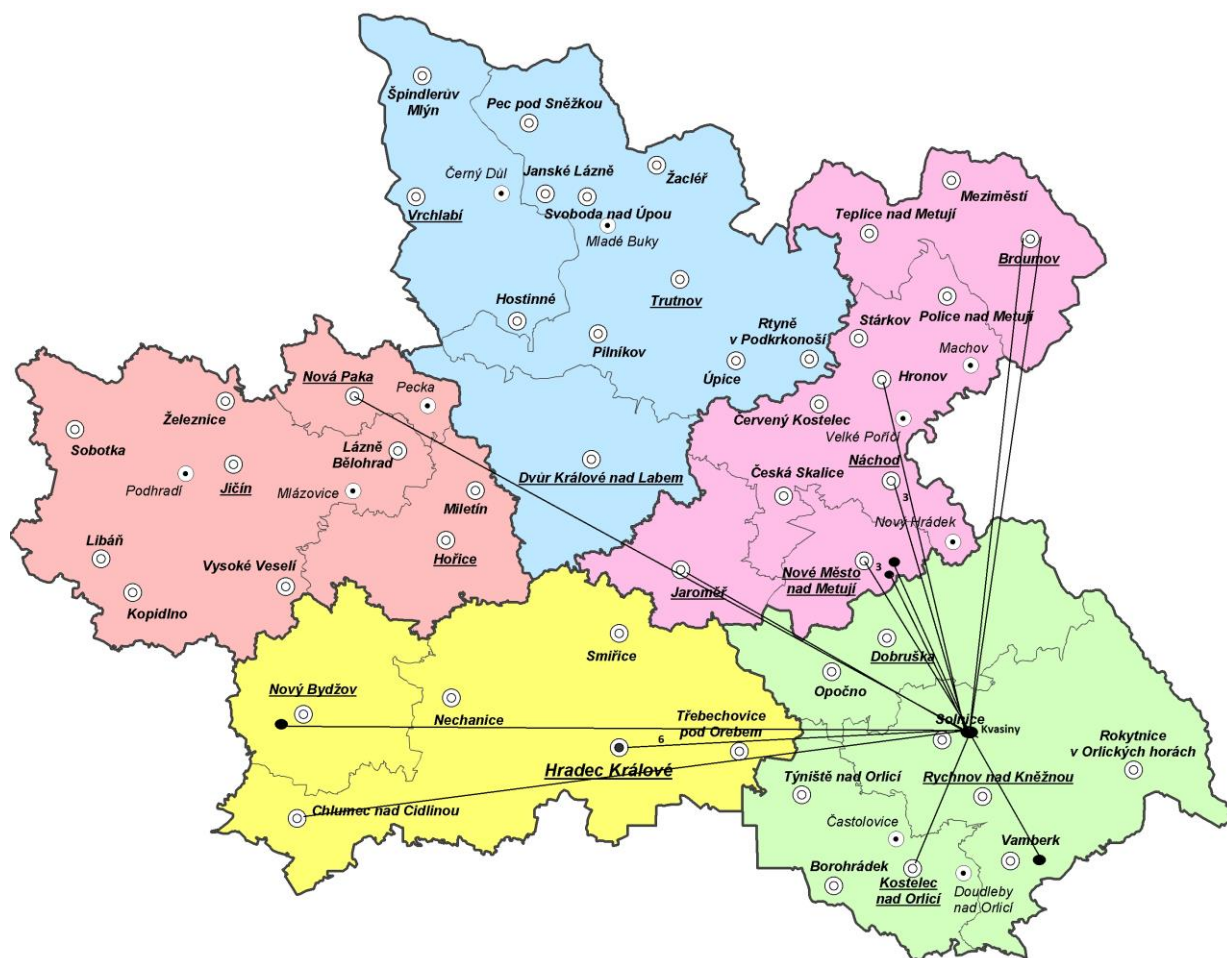 Špindlerův
Mlýn
Pec pod Sněžkou
Černý Důl
Janské Lázně
Žacléř
Vrchlabí
Svoboda nad Úpou
Mladé Buky
Meziměstí
Teplice nad Metují
Broumov
Trutnov
Hostinné
Pilníkov
Rtyně
v Podkrkonoší
Úpice
Stárkov
Police nad Metují
Machov
Hronov
Červený Kostelec
Velké Poříčí
Nová Paka
Pecka
Železnice
Sobotka
Lázně
Bělohrad
Podhradí
Jičín
Mlázovice
Miletín
Dvůr Králové nad Labem
Náchod
Česká Skalice
3
Nový Hrádek
Libáň
Vysoké Veselí
Hořice
Kopidlno
Jaroměř
Nové Město
nad Metují
3
Smiřice
Dobruška
Opočno
Nový Bydžov
Nechanice
Třebechovice
pod Orebem
6
Hradec Králové
Solnice
Kvasiny
Rokytnice
v Orlických horách
Týniště nad Orlicí
Rychnov nad Kněžnou
Chlumec nad Cidlinou
Častolovice
Vamberk
Borohrádek
Kostelec
nad Orlicí
Doudleby
nad Orlicí